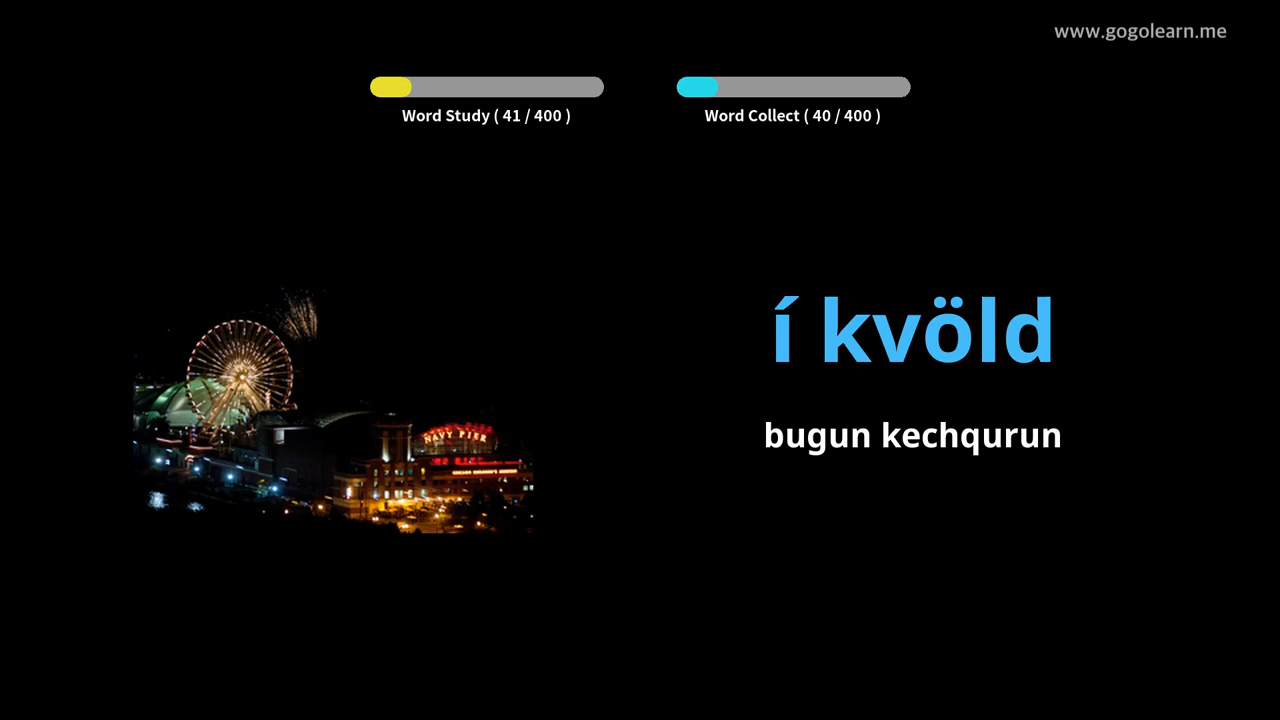 www.gogolearn.me
Word Study ( 41 / 400 )
Word Collect ( 40 / 400 )
í kvöld
bugun kechqurun
NAVY PIER